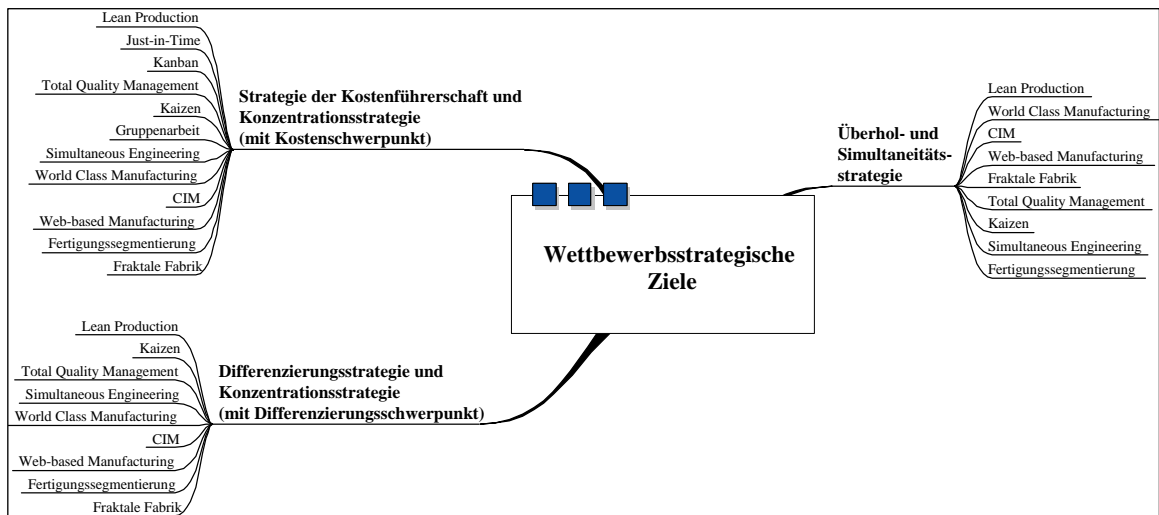 Lean Production
Just-in-Time
Kanban
Total Quality Management
Kaizen
Gruppenarbeit
Simultaneous Engineering
World Class Manufacturing
CIM
Web-based Manufacturing
Fertigungssegmentierung
Fraktale Fabrik
Strategie der Kostenführerschaft und
Konzentrationsstrategie
(mit Kostenschwerpunkt)
Überhol- und
Simultaneitäts-
strategie
Lean Production
World Class Manufacturing
CIM
Web-based Manufacturing
Fraktale Fabrik
Total Quality Management
Kaizen
Simultaneous Engineering
Fertigungssegmentierung
Wettbewerbsstrategische
Ziele
Lean Production
Kaizen
Total Quality Management
Simultaneous Engineering
World Class Manufacturing
CIM
Web-based Manufacturing
Fertigungssegmentierung
Fraktale Fabrik
Differenzierungsstrategie und
Konzentrationsstrategie
(mit Differenzierungsschwerpunkt)